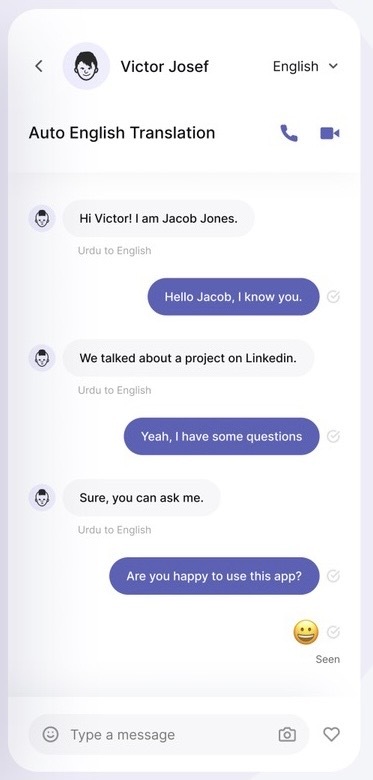 Victor Josef
English
Auto English Translation
Hi Victor! I am Jacob Jones.
Urdu to English
Hello Jacob, I know you.
We talked about a project on Linkedin.
Urdu to English
Yeah, I have some questions
Sure, you can ask me.
Urdu to English
Are you happy to use this app?
Seen
Type a message